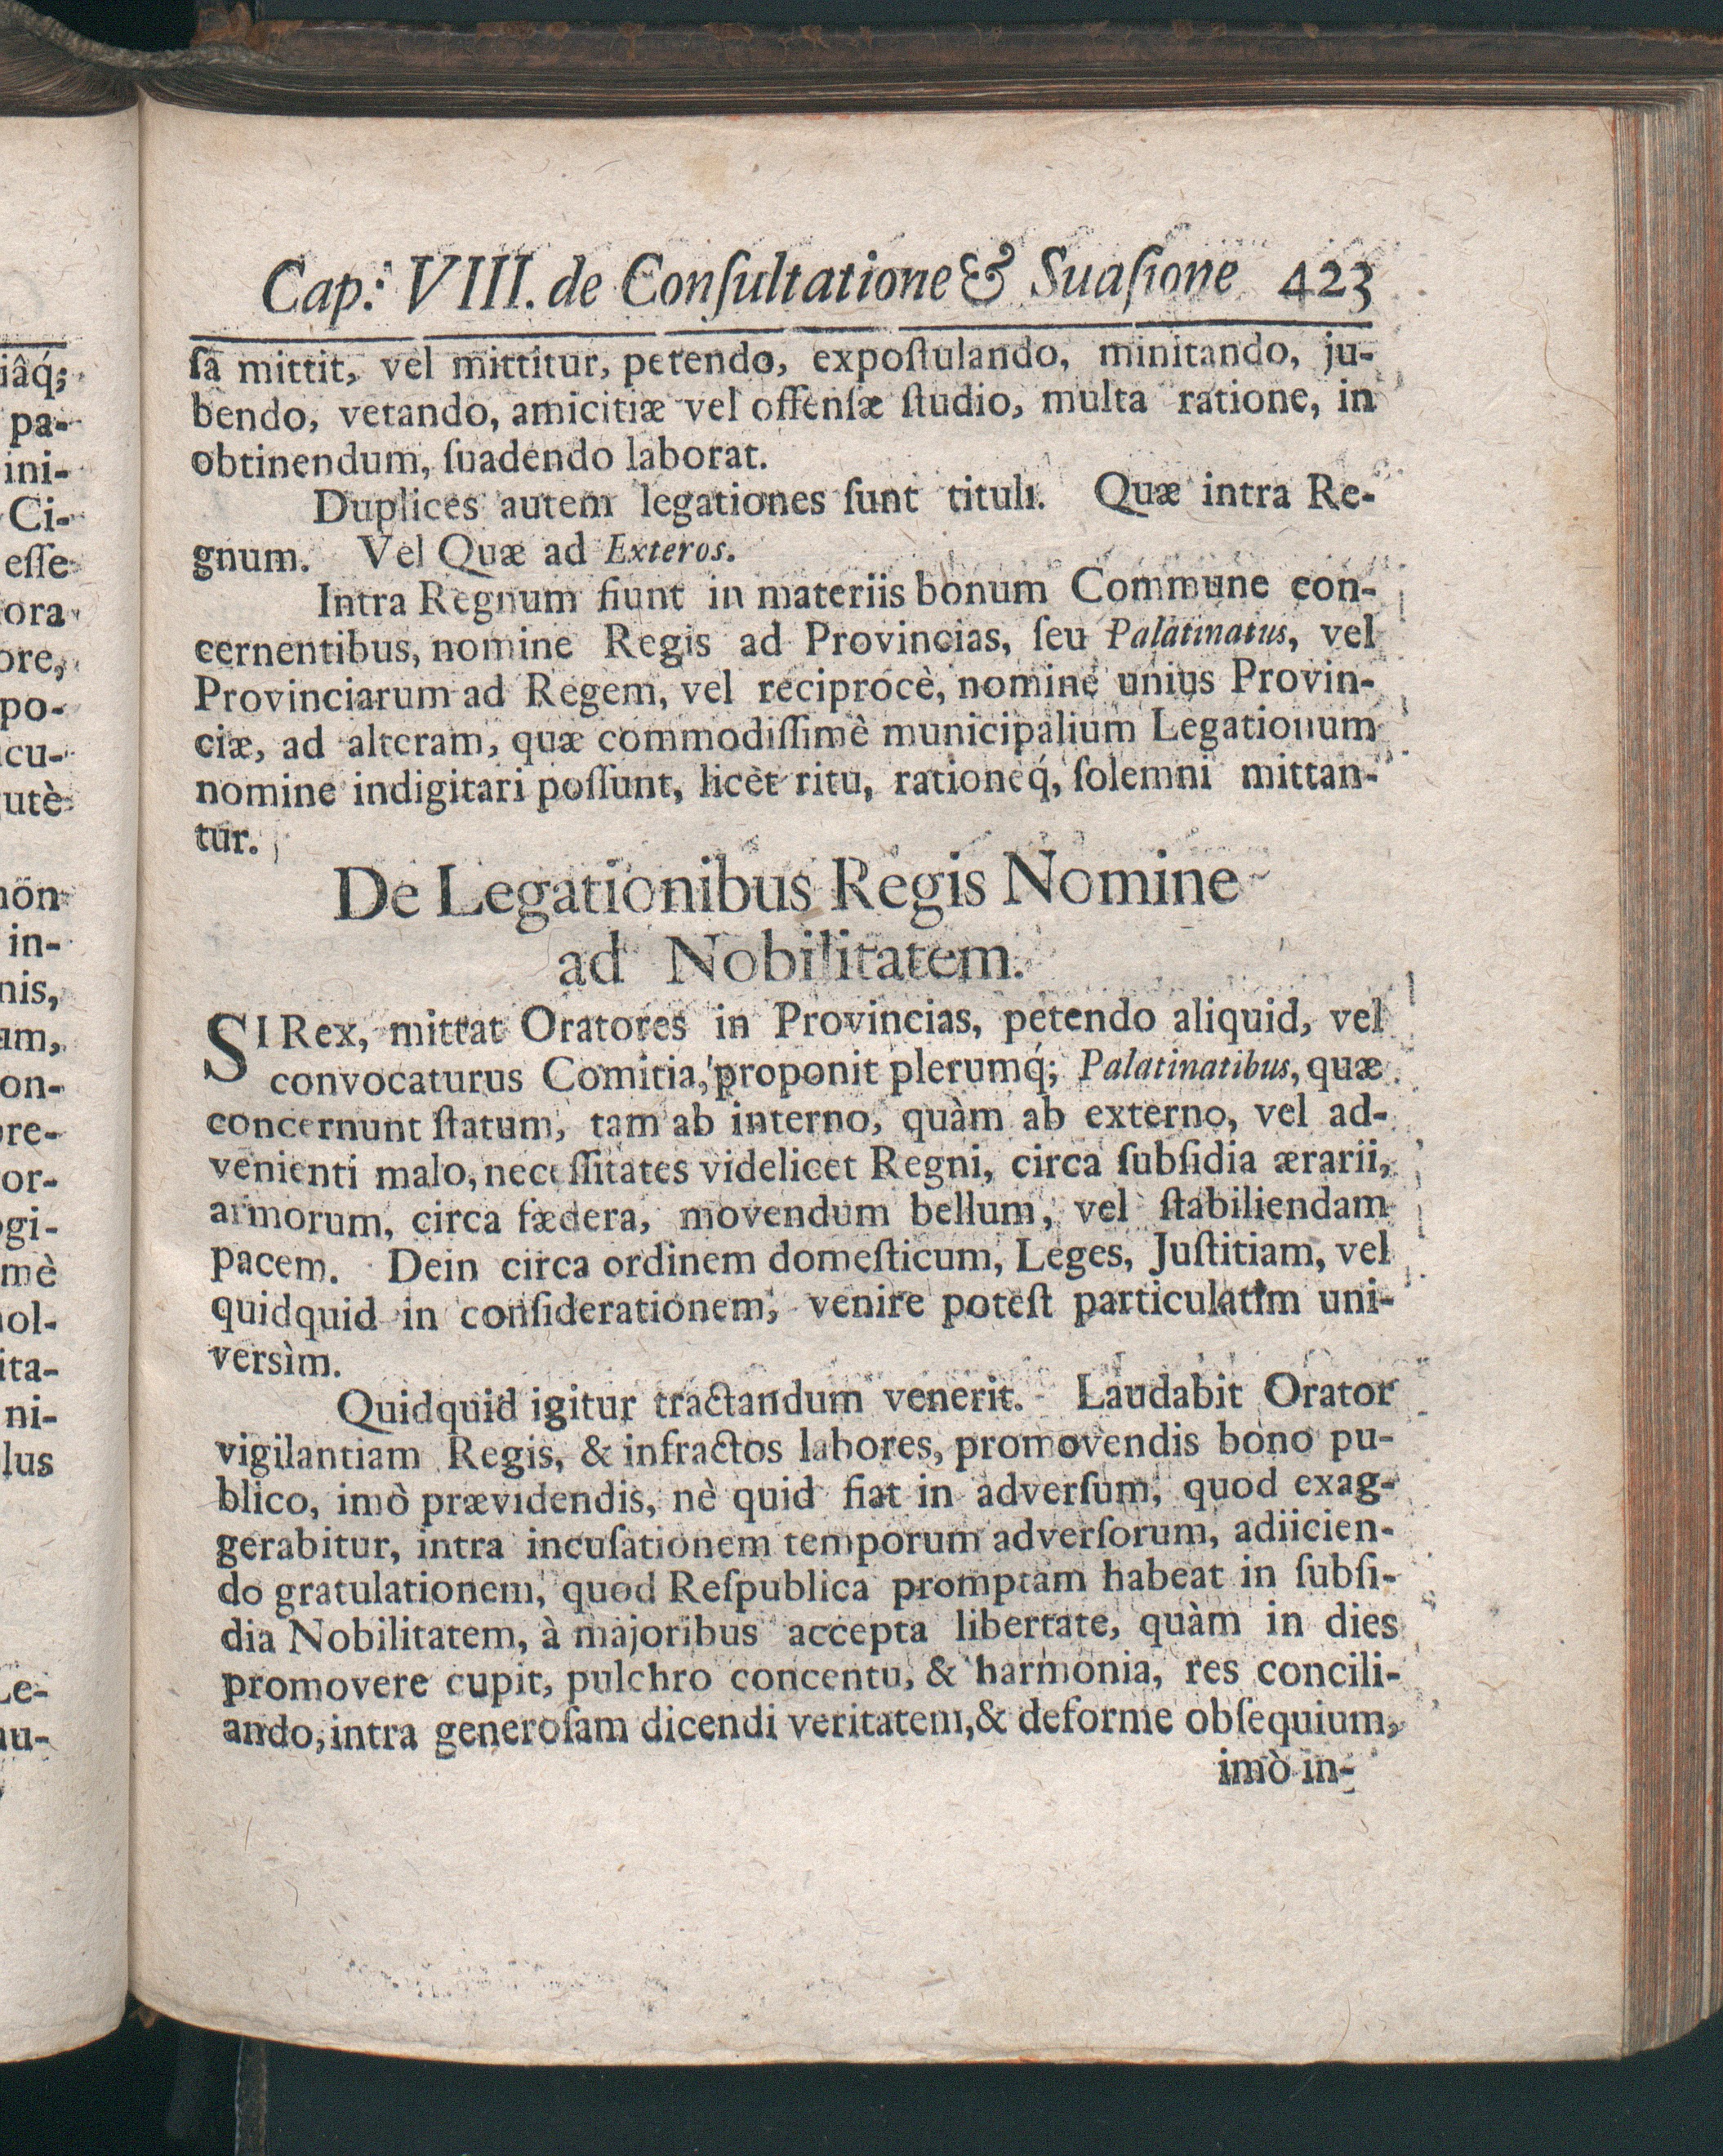 Cap: VIII. de Conſultatione & Suaſione 423
ſa mittit, vel mittitur, petendo, expoſtulando, minitando, ju-
bendo, vetando, amicitiæ vel offenſæ ſtudio, multa ratione, in
obtinendum, ſuadendo laborat.
Duplices autem legationes ſunt tituli. Quæ intra Re-
gnum. Vel Quæ ad Exteros.
Intra Regnum fiunt in materiis bonum Commune con-
cernentibus, nomine Regis ad Provincias, ſeu Palatinatus, vel
Provinciarum ad Regem, vel reciprocè, nomine unius Provin-
ciæ, ad alteram, quæ commodiſſimè municipalium Legationum
nomine indigitari poſſunt, licèt ritu, rationeq́, ſolemni mittan-
tur.
De Legationibus Regis Nomine
ad Nobilitatem.
SI Rex, mittat Oratores in Provincias, petendo aliquid, vel
convocaturus Comitia, proponit plerumq́; Palatinatibus, quæ
concernunt ſtatum, tam ab interno, quàm ab externo, vel ad-
venienti malo, neceſſitates videlicet Regni, circa ſubſidia ærarii,
armorum, circa fædera, movendum bellum, vel ſtabiliendam
pacem. Dein circa ordinem domeſticum, Leges, Juſtitiam, vel
quidquid in conſiderationem, venire poteſt particulatim uni-
versìm.
Quidquid igitur tractandum venerit. Laudabit Orator
vigilantiam Regis, & infractos labores, promovendis bono pu-
blico, imò prævidendis, nè quid fiat in adverſum, quod exag-
gerabitur, intra incuſationem temporum adverſorum, adiicien-
do gratulationem, quod Reſpublica promptam habeat in ſubſi-
dia Nobilitatem, à majoribus accepta libertate, quàm in dies
promovere cupit, pulchro concentu, & harmonia, res concili-
ando, intra generoſam dicendi veritatem, & deforme obſequium,
imò in-